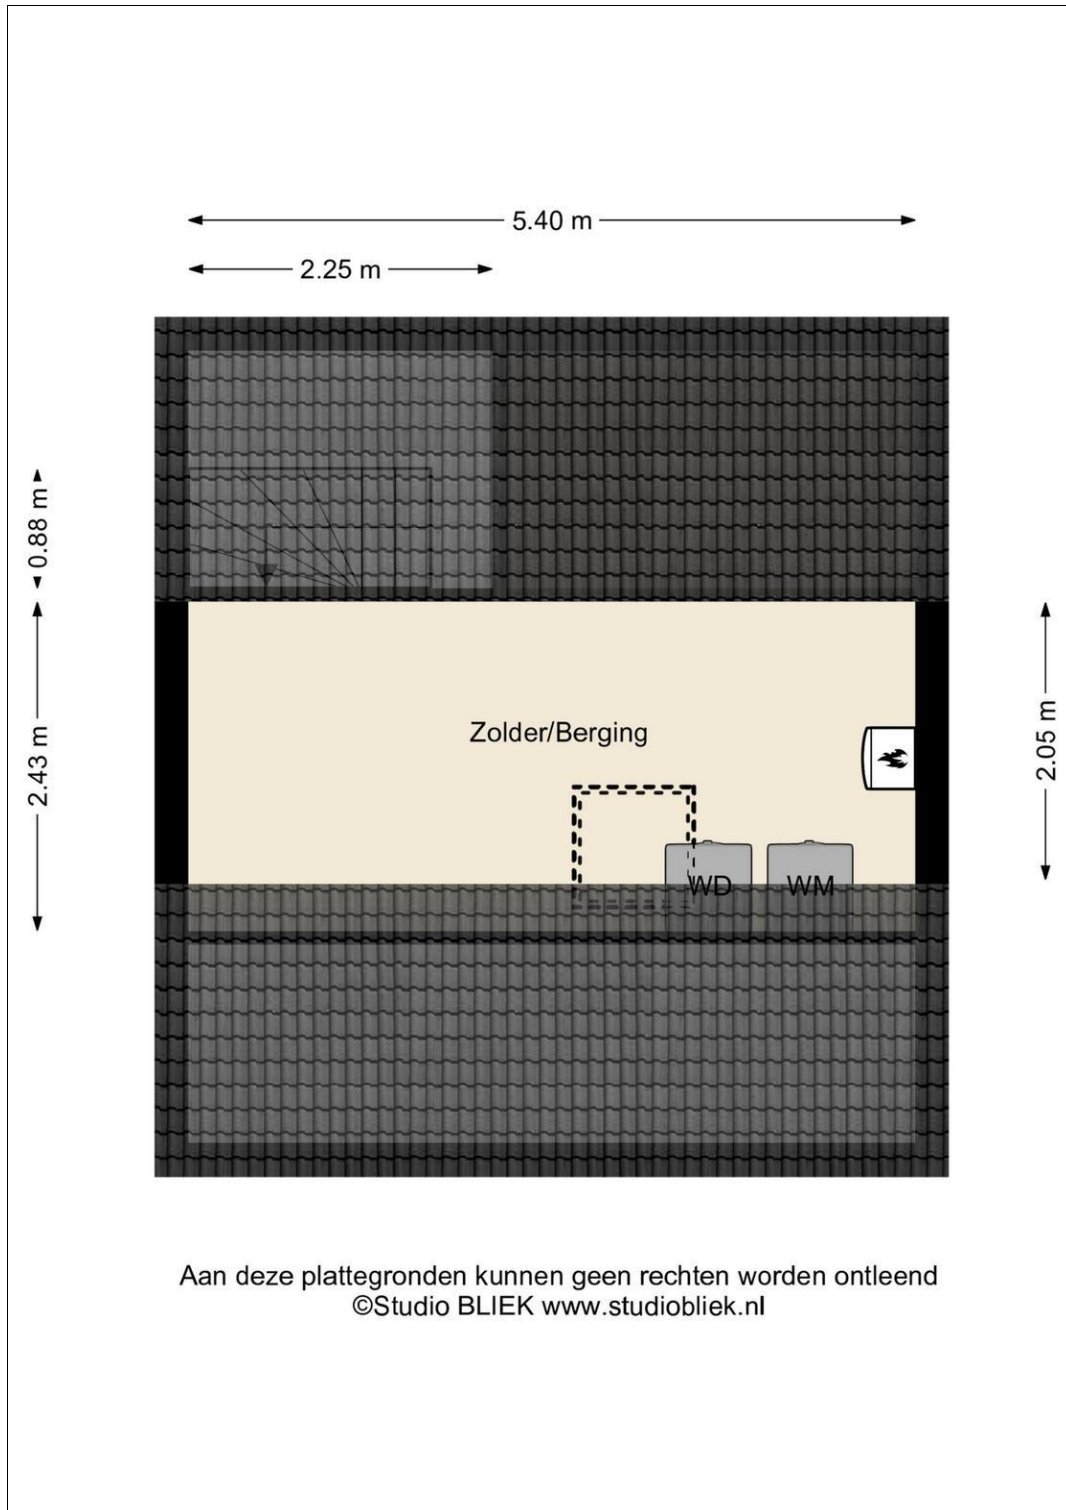 5.40 m
2.25 m
0.88 m
2.43 m
2.05 m
Zolder/Berging
WD
WM
Aan deze plattegronden kunnen geen rechten worden ontleend
©Studio BLIEK www.studiobliek.nl